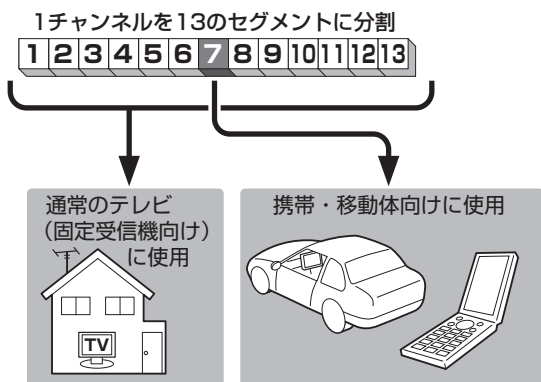 1チャンネルを13のセグメントに分割
1 2 3 4 5 6 7 8 9 10 11 12 13
通常のテレビ
(固定受信機向け)
に使用
TV
携帯・移動体向けに使用